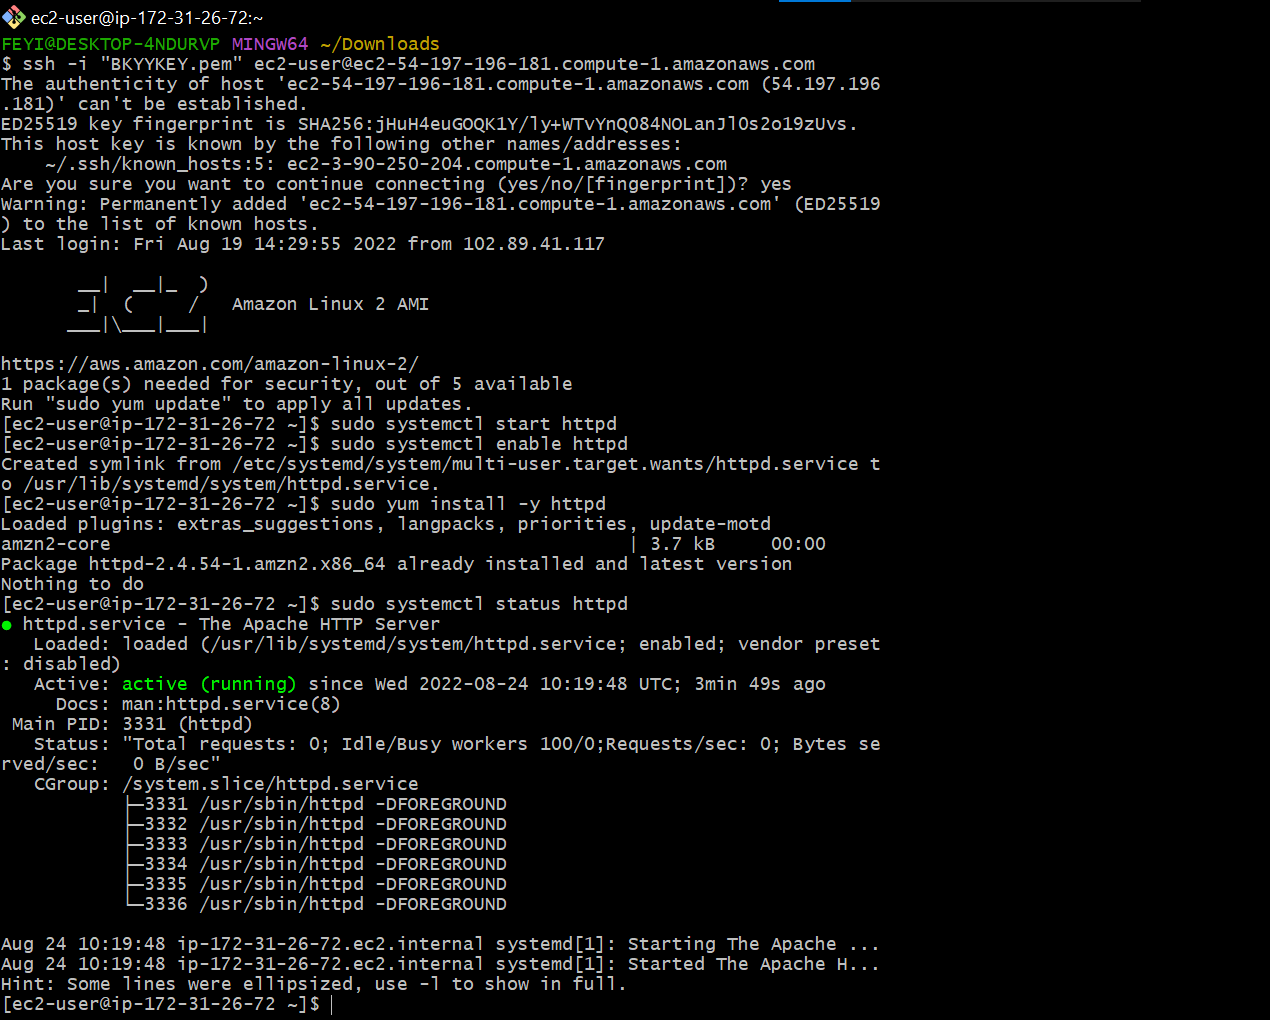 ec2-user@ip-172-31-26-72:~
FEYI@DESKTOP-4NDURVP MINGW64 ~/Downloads
$ ssh -i "BKYYKEY.pem" ec2-user@ec2-54-197-196-181.compute-1.amazonaws.com
The authenticity of host 'ec2-54-197-196-181.compute-1.amazonaws.com (54.197.196
.181)' can't be established.
ED25519 key fingerprint is SHA256:jHuH4euGOQK1Y/ly+WTvYnQO84NOLanJl0s2o19zUvs.
This host key is known by the following other names/addresses:
    ~/.ssh/known_hosts:5: ec2-3-90-250-204.compute-1.amazonaws.com
Are you sure you want to continue connecting (yes/no/[fingerprint])? yes
Warning: Permanently added 'ec2-54-197-196-181.compute-1.amazonaws.com' (ED25519
) to the list of known hosts.
Last login: Fri Aug 19 14:29:55 2022 from 102.89.41.117

       __|  __|_  )
       _|  (     /   Amazon Linux 2 AMI
      ___|\___|___|

https://aws.amazon.com/amazon-linux-2/
1 package(s) needed for security, out of 5 available
Run "sudo yum update" to apply all updates.
[ec2-user@ip-172-31-26-72 ~]$ sudo systemctl start httpd
[ec2-user@ip-172-31-26-72 ~]$ sudo systemctl enable httpd
Created symlink from /etc/systemd/system/multi-user.target.wants/httpd.service t
o /usr/lib/systemd/system/httpd.service.
[ec2-user@ip-172-31-26-72 ~]$ sudo yum install -y httpd
Loaded plugins: extras_suggestions, langpacks, priorities, update-motd
amzn2-core                                               | 3.7 kB     00:00
Package httpd-2.4.54-1.amzn2.x86_64 already installed and latest version
Nothing to do
[ec2-user@ip-172-31-26-72 ~]$ sudo systemctl status httpd
● httpd.service - The Apache HTTP Server
   Loaded: loaded (/usr/lib/systemd/system/httpd.service; enabled; vendor preset
: disabled)
   Active: active (running) since Wed 2022-08-24 10:19:48 UTC; 3min 49s ago
     Docs: man:httpd.service(8)
 Main PID: 3331 (httpd)
   Status: "Total requests: 0; Idle/Busy workers 100/0;Requests/sec: 0; Bytes se
rved/sec:   0 B/sec"
   CGroup: /system.slice/httpd.service
           ├─3331 /usr/sbin/httpd -DFOREGROUND
           ├─3332 /usr/sbin/httpd -DFOREGROUND
           ├─3333 /usr/sbin/httpd -DFOREGROUND
           ├─3334 /usr/sbin/httpd -DFOREGROUND
           ├─3335 /usr/sbin/httpd -DFOREGROUND
           └─3336 /usr/sbin/httpd -DFOREGROUND

Aug 24 10:19:48 ip-172-31-26-72.ec2.internal systemd[1]: Starting The Apache ...
Aug 24 10:19:48 ip-172-31-26-72.ec2.internal systemd[1]: Started The Apache H...
Hint: Some lines were ellipsized, use -l to show in full.
[ec2-user@ip-172-31-26-72 ~]$